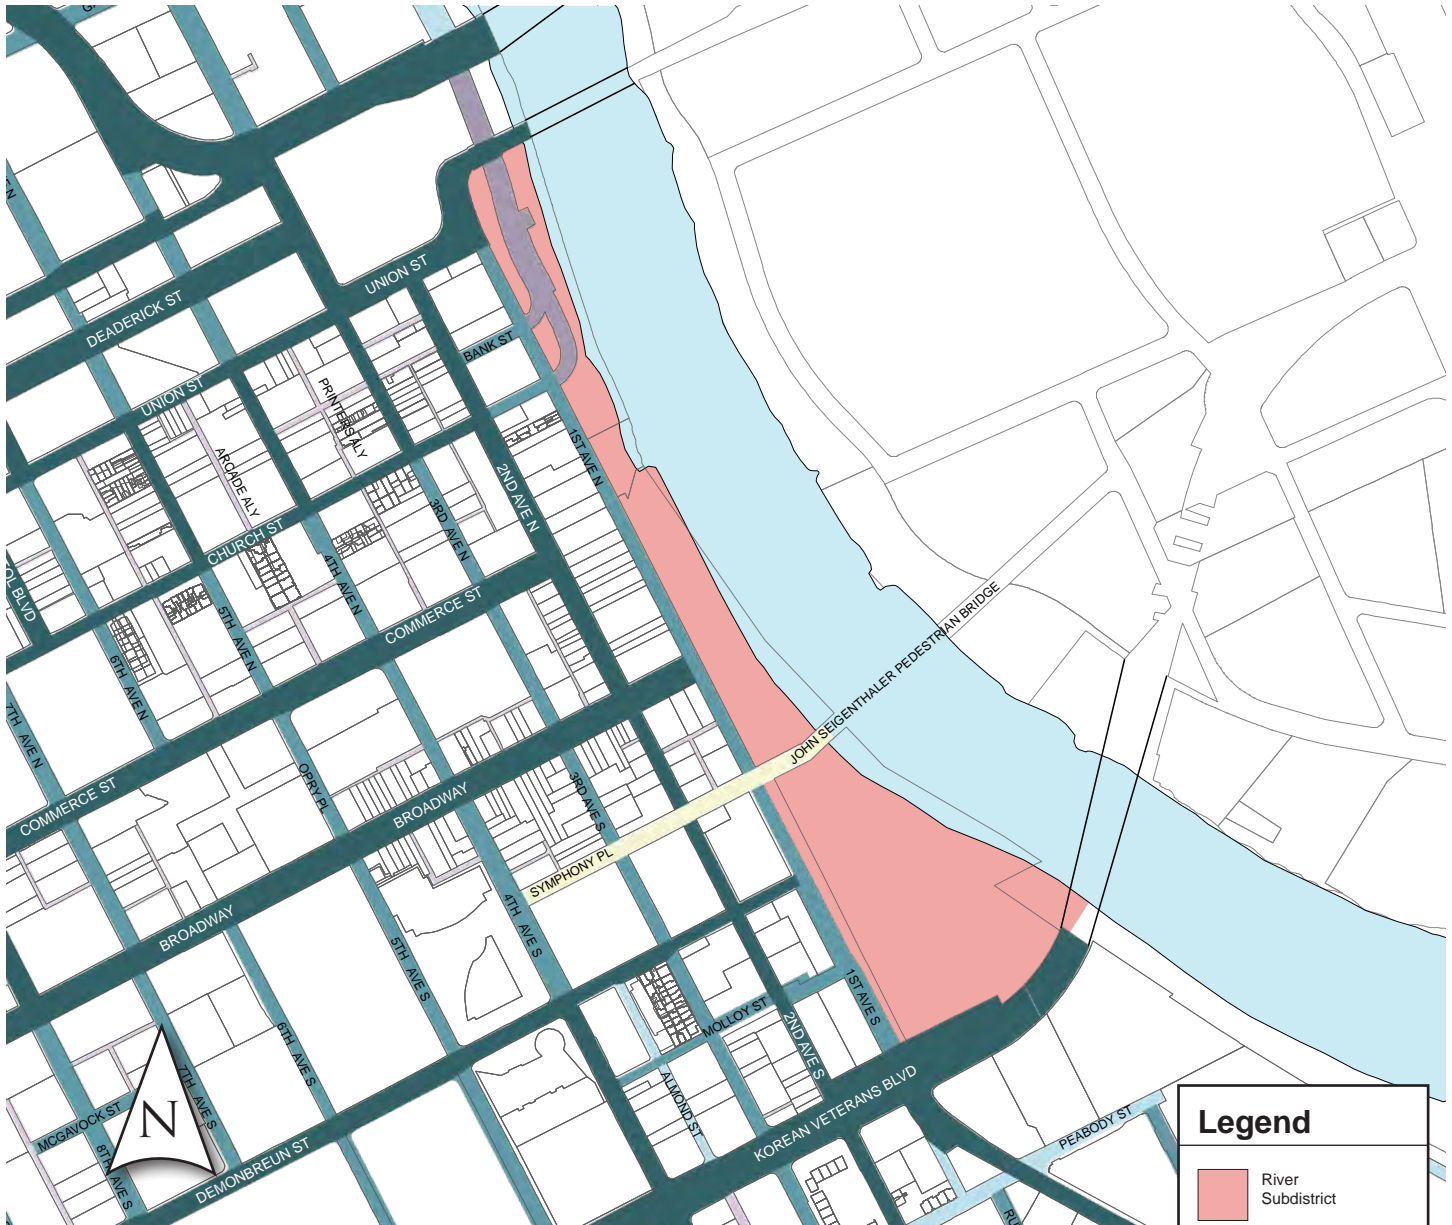 UNION ST
DEADERICK ST
BANK ST
UNION ST
PRINTERS ALY
ARCADE ALY
1ST AVE N
2ND AVE N
3RD AVE N
CHURCH ST
4TH AVE N
BLVD
5TH AVE N
COMMERCE ST
6TH AVE N
JOHN SEIGENTHALER PEDESTRIAN BRIDGE
7TH AVE N
OPRY PL
COMMERCE ST
BROADWAY
3RD AVE S
SYMPHONY PL
4TH AVE S
BROADWAY
5TH AVE S
1ST AVE S
MOLLOY ST
2ND AVE S
6TH AVE S
ALMOND ST
KOREAN VETERANS BLVD
7TH AVE S
N
MCGAVOCK ST
8TH AVE S
DEMONBREUN ST
PEABODY ST
Legend
River
Subdistrict